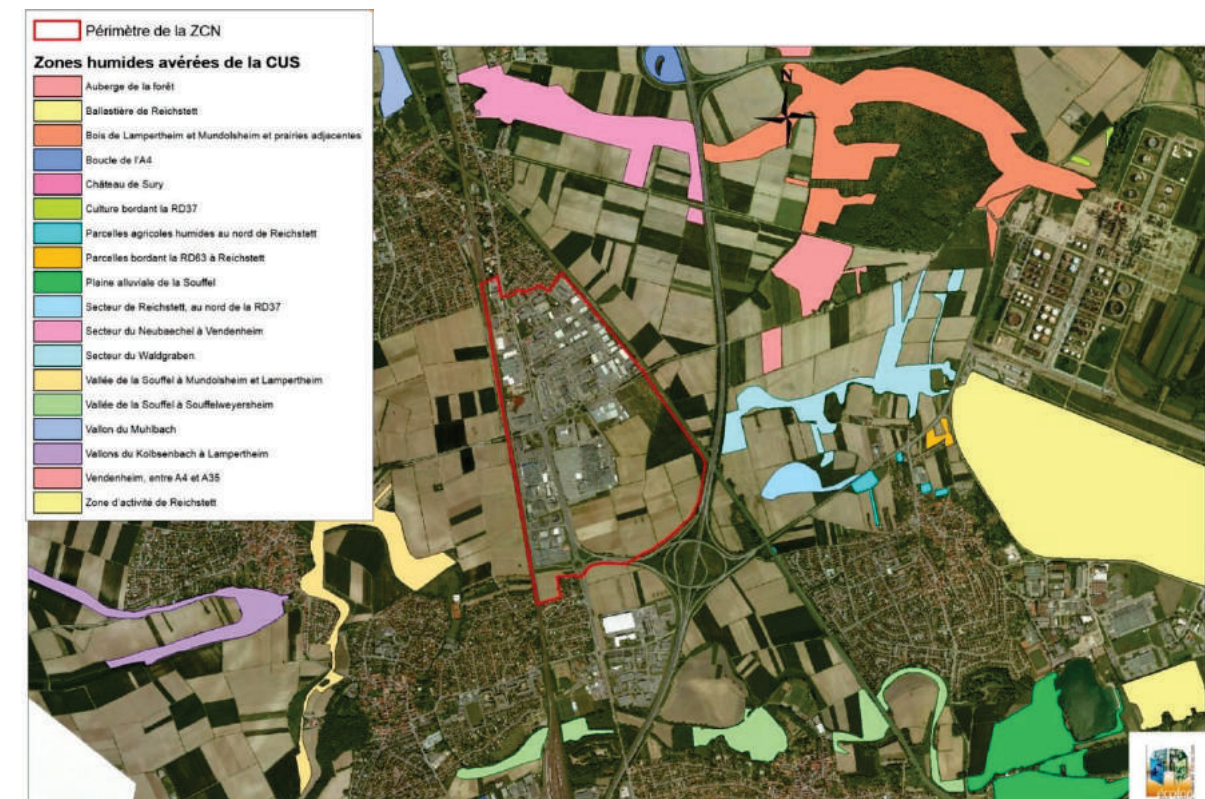 Périmètre de la ZCN
Zones humides avérées de la CUS
Auberge de la forêt
Ballastière de Reichstett
Bois de Lampertheim et Mundolsheim et prairies adjacentes
Boucle de l'A4
Château de Sury
Culture bordant la RD37
Parcelles agricoles humides au nord de Reichstett
Parcelles bordant la RD63 à Reichstett
Plaine alluviale de la Souffel
Secteur de Reichstett, au nord de la RD37
Secteur du Neubaechel à Vendenheim
Secteur du Waldgraben
Vallée de la Souffel à Mundolsheim et Lampertheim
Vallée de la Souffel à Souffelweyersheim
Vallon du Muhlbach
Vallons du Kolbsenbach à Lampertheim
Vendenheim, entre A4 et A35
Zone d'activité de Reichstett
N